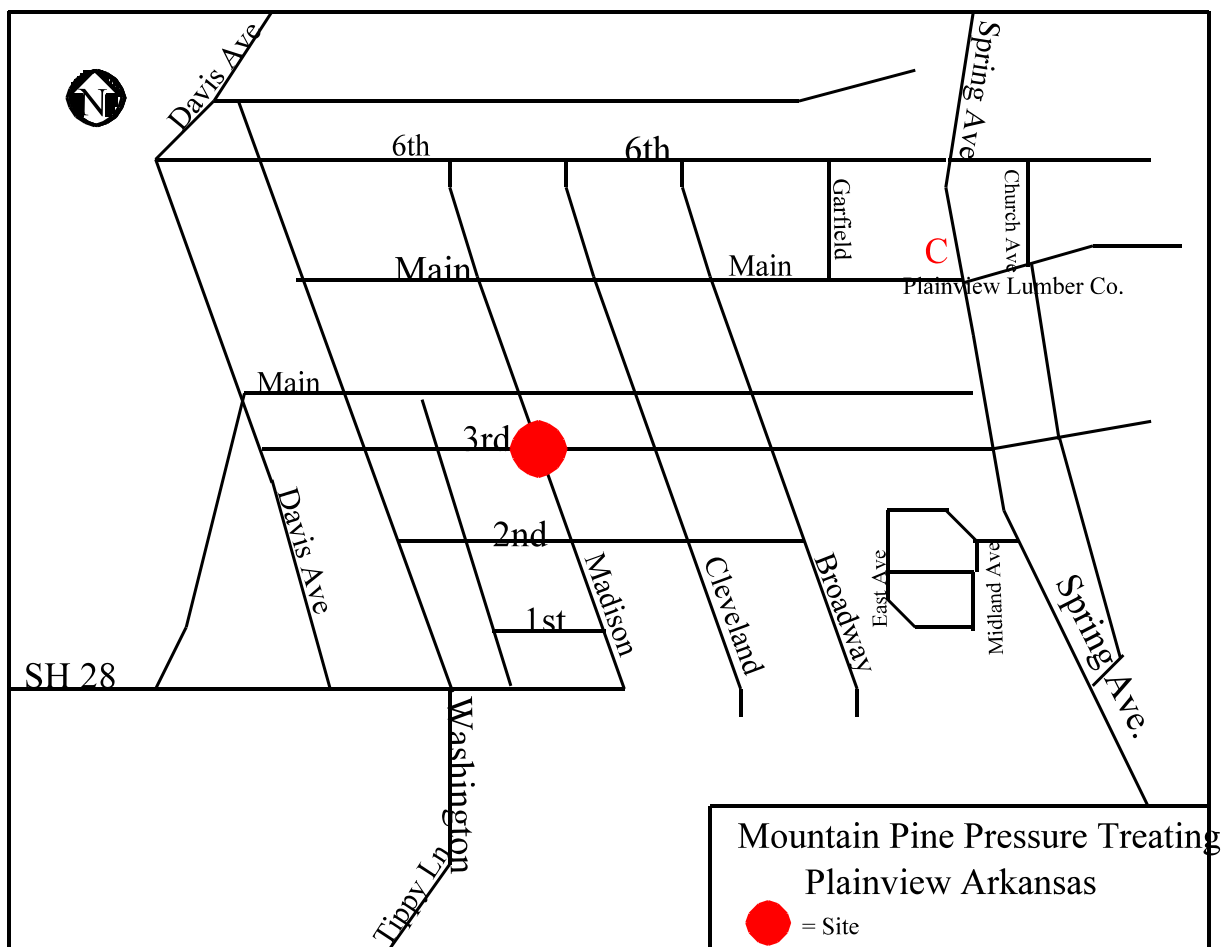 Davis Ave
Spring Ave
N
6th
6th
Garfield
Church Ave
C
Main
Main
Plainview Lumber Co.
Main
3rd
Davis Ave
2nd
Madison
Cleveland
Broadway
East Ave
Midland Ave
Spring Ave.
1st
SH 28
Washington
Tippy Ln
Mountain Pine Pressure Treating
Plainview Arkansas
= Site